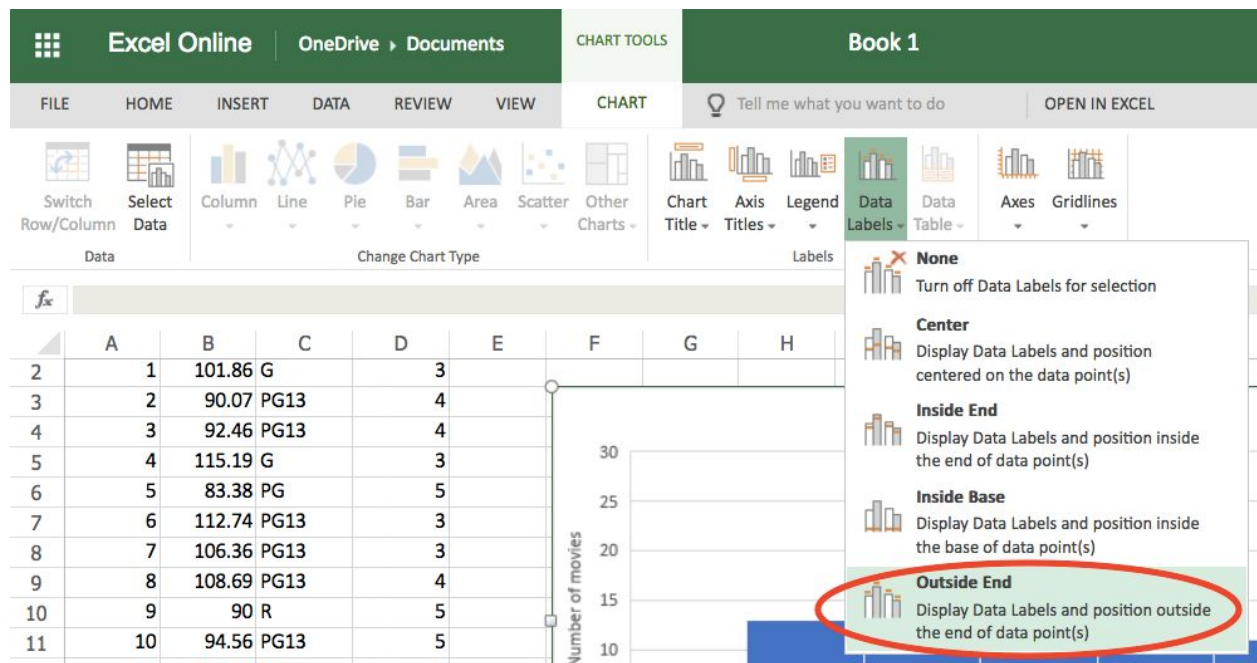 Excel Online OneDrive › Documents CHART TOOLS Book 1
FILE HOME INSERT DATA REVIEW VIEW CHART Tell me what you want to do OPEN IN EXCEL
Switch Row/Column
Select Data
Column
Line
Pie
Bar
Area
Scatter
Other Charts
Chart Title
Axis Titles
Legend
Data Labels
Data Table
Axes
Gridlines
Data Change Chart Type Labels
None
Turn off Data Labels for selection
Center
Display Data Labels and position
centered on the data point(s)
Inside End
Display Data Labels and position inside
the end of data point(s)
Inside Base
Display Data Labels and position inside
the base of data point(s)
Outside End
Display Data Labels and position outside
the end of data point(s)
fx
A B C D E F G H
2 1 101.86 G 3
3 2 90.07 PG13 4
4 3 92.46 PG13 4
5 4 115.19 G 3
6 5 83.38 PG 5
7 6 112.74 PG13 3
8 7 106.36 PG13 3
9 8 108.69 PG13 4
10 9 90 R 5
11 10 94.56 PG13 5
30
25
20
15
10
Number of movies